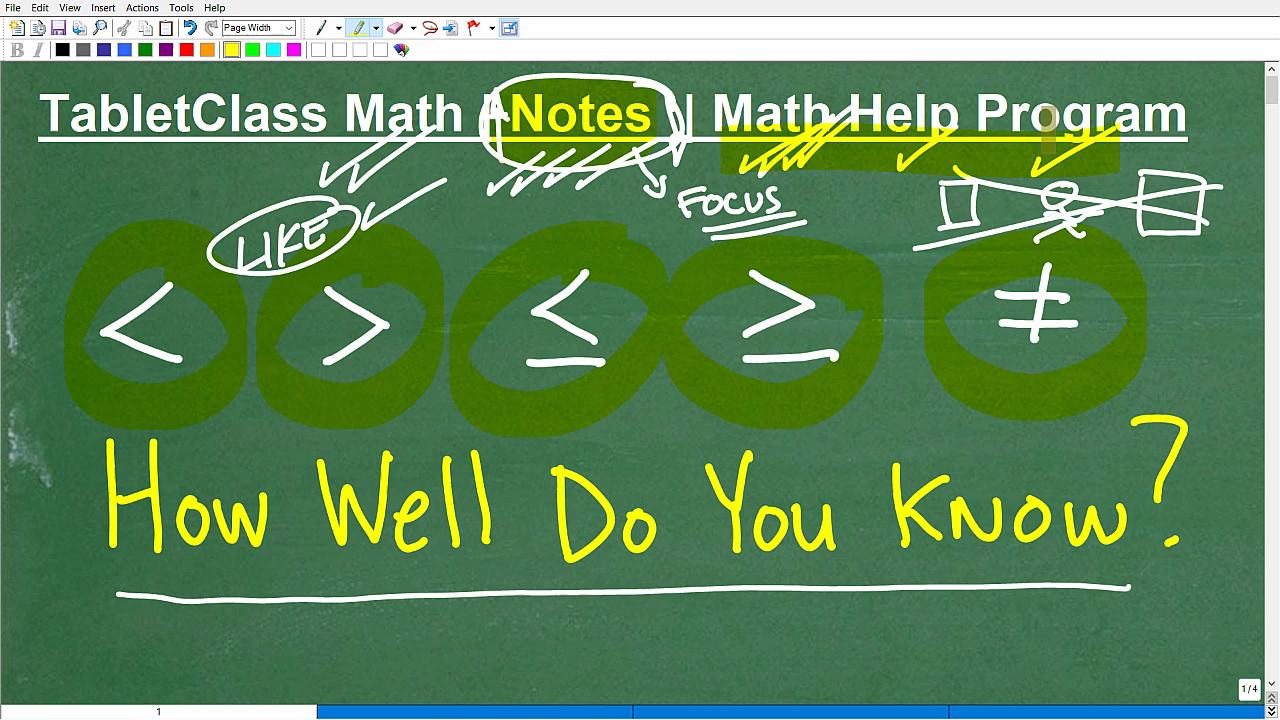 File Edit View Insert Actions Tools Help
Page Width
B I
TabletClass Math | Notes | Math Help Program
FOCUS
LIKE
< > ≤ ≥ ≠
How Well Do You Know?
1/4
1